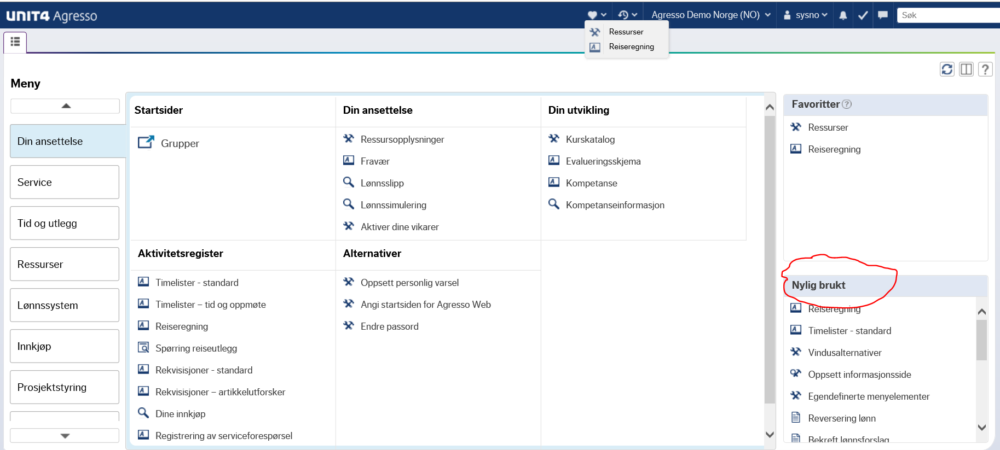 UNIT4 Agresso
Agresso Demo Norge (NO)
sysno
Søk
Ressurser
Reiseregning
Meny
Din ansettelse
Service
Tid og utlegg
Ressurser
Lønnssystem
Innkjøp
Prosjektstyring
Startsider
Grupper
Din ansettelse
Ressursopplysninger
Fravær
Lønnsslipp
Lønnssimulering
Aktiver dine vikarer
Din utvikling
Kurskatalog
Evalueringsskjema
Kompetanse
Kompetanseinformasjon
Aktivitetsregister
Timelister - standard
Timelister – tid og oppmøte
Reiseregning
Spørring reiseutlegg
Rekvisisjoner - standard
Rekvisisjoner – artikkelutforsker
Dine innkjøp
Registrering av serviceforespørsel
Alternativer
Oppsett personlig varsel
Angi startsiden for Agresso Web
Endre passord
Favoritter
Ressurser
Reiseregning
Nylig brukt
Reiseregning
Timelister - standard
Vindusalternativer
Oppsett informasjonsside
Egendefinerte menyelementer
Reversering lønn
Bekreft lønnsforslag